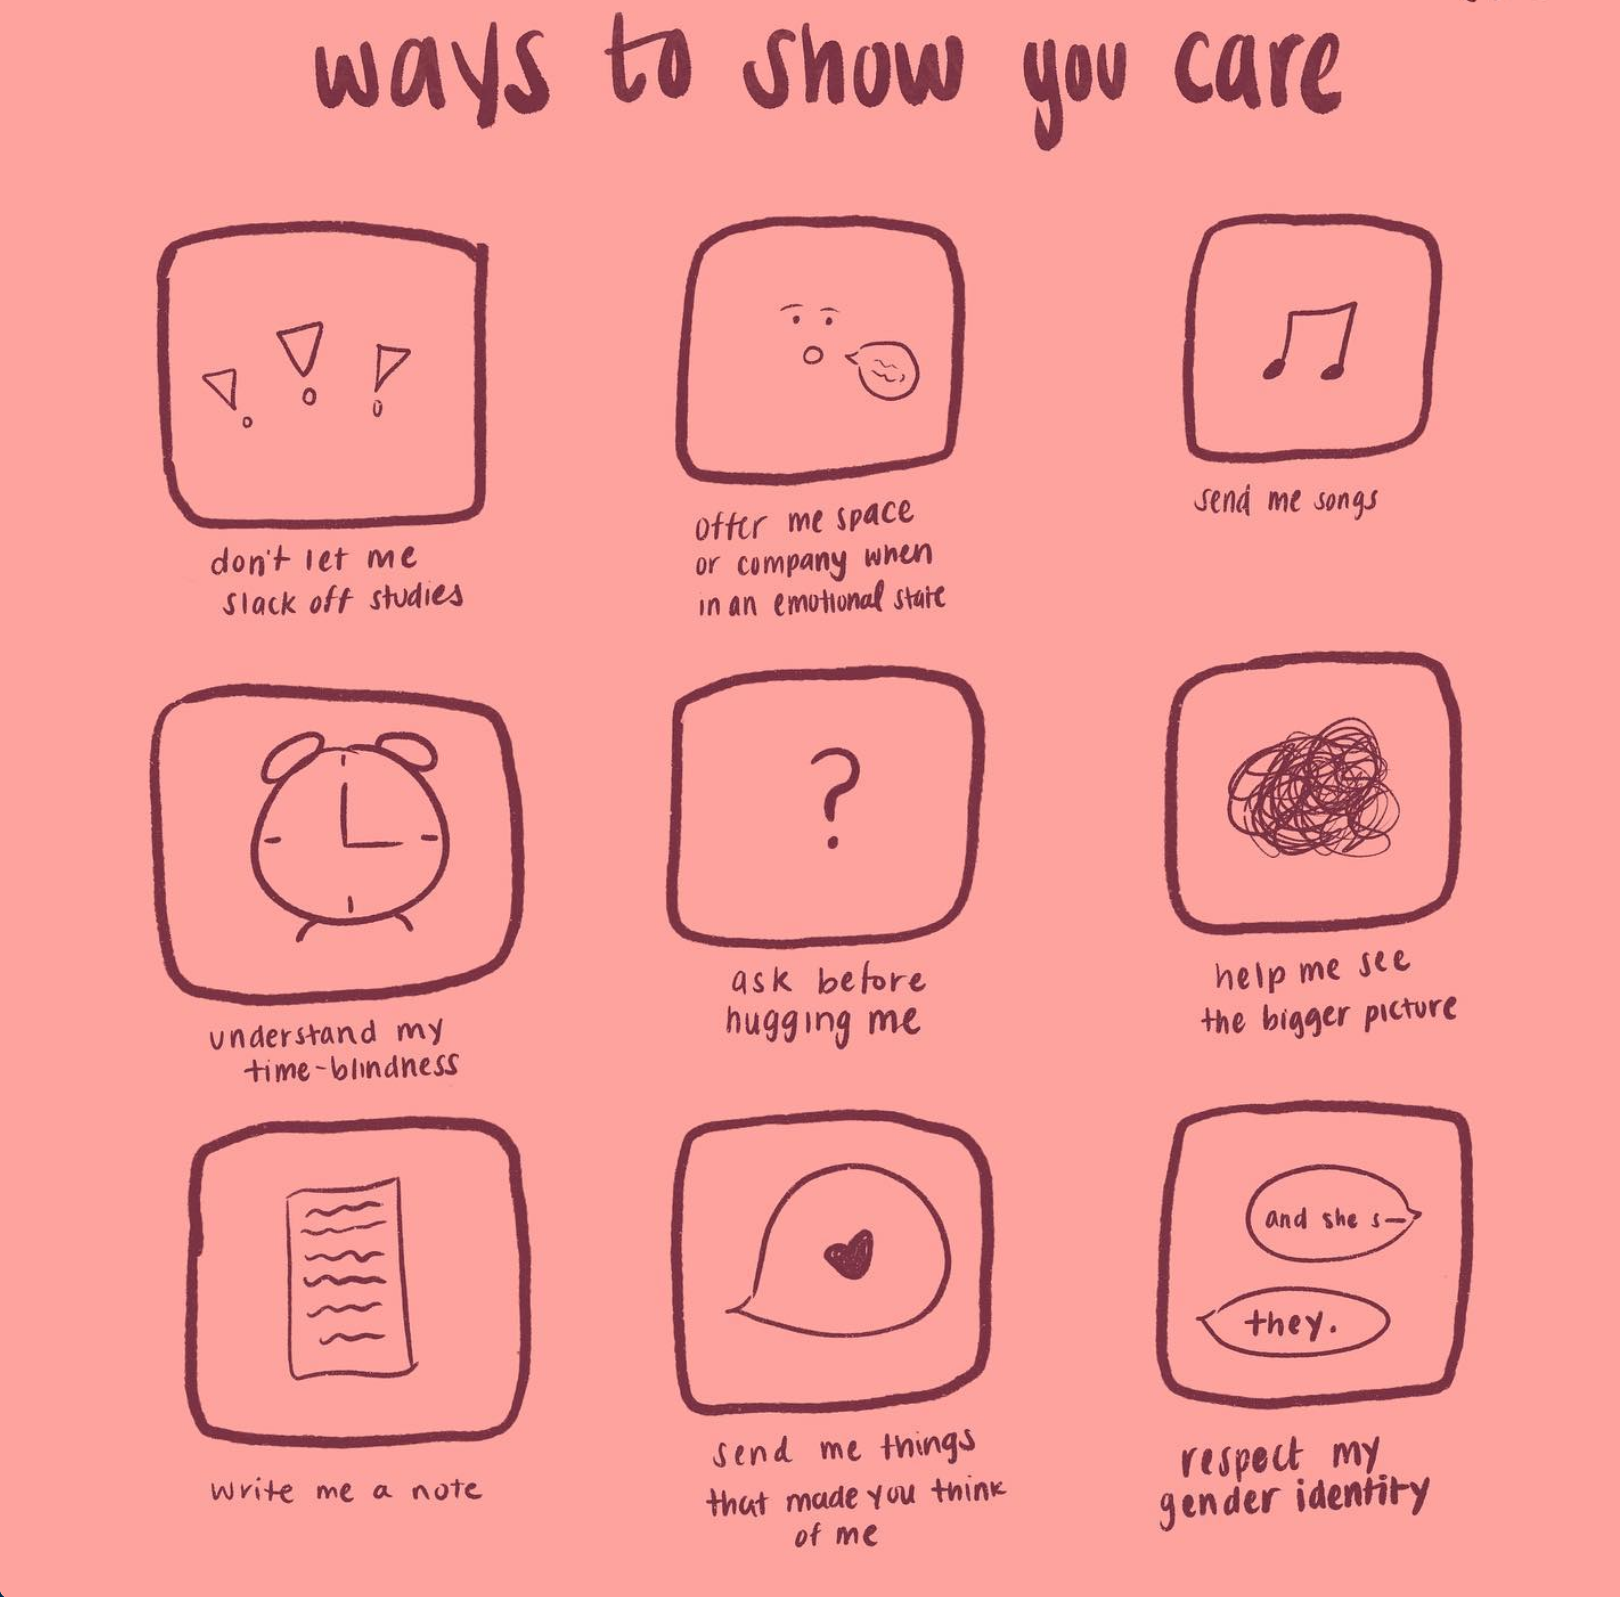 ways to show you care
don't let me
slack off studies
offer me space
or company when
in an emotional state
send me songs
understand my
time-blindness
ask before
hugging me
help me see
the bigger picture
write me a note
send me things
that made you think
of me
and she s—
they.
respect my
gender identity